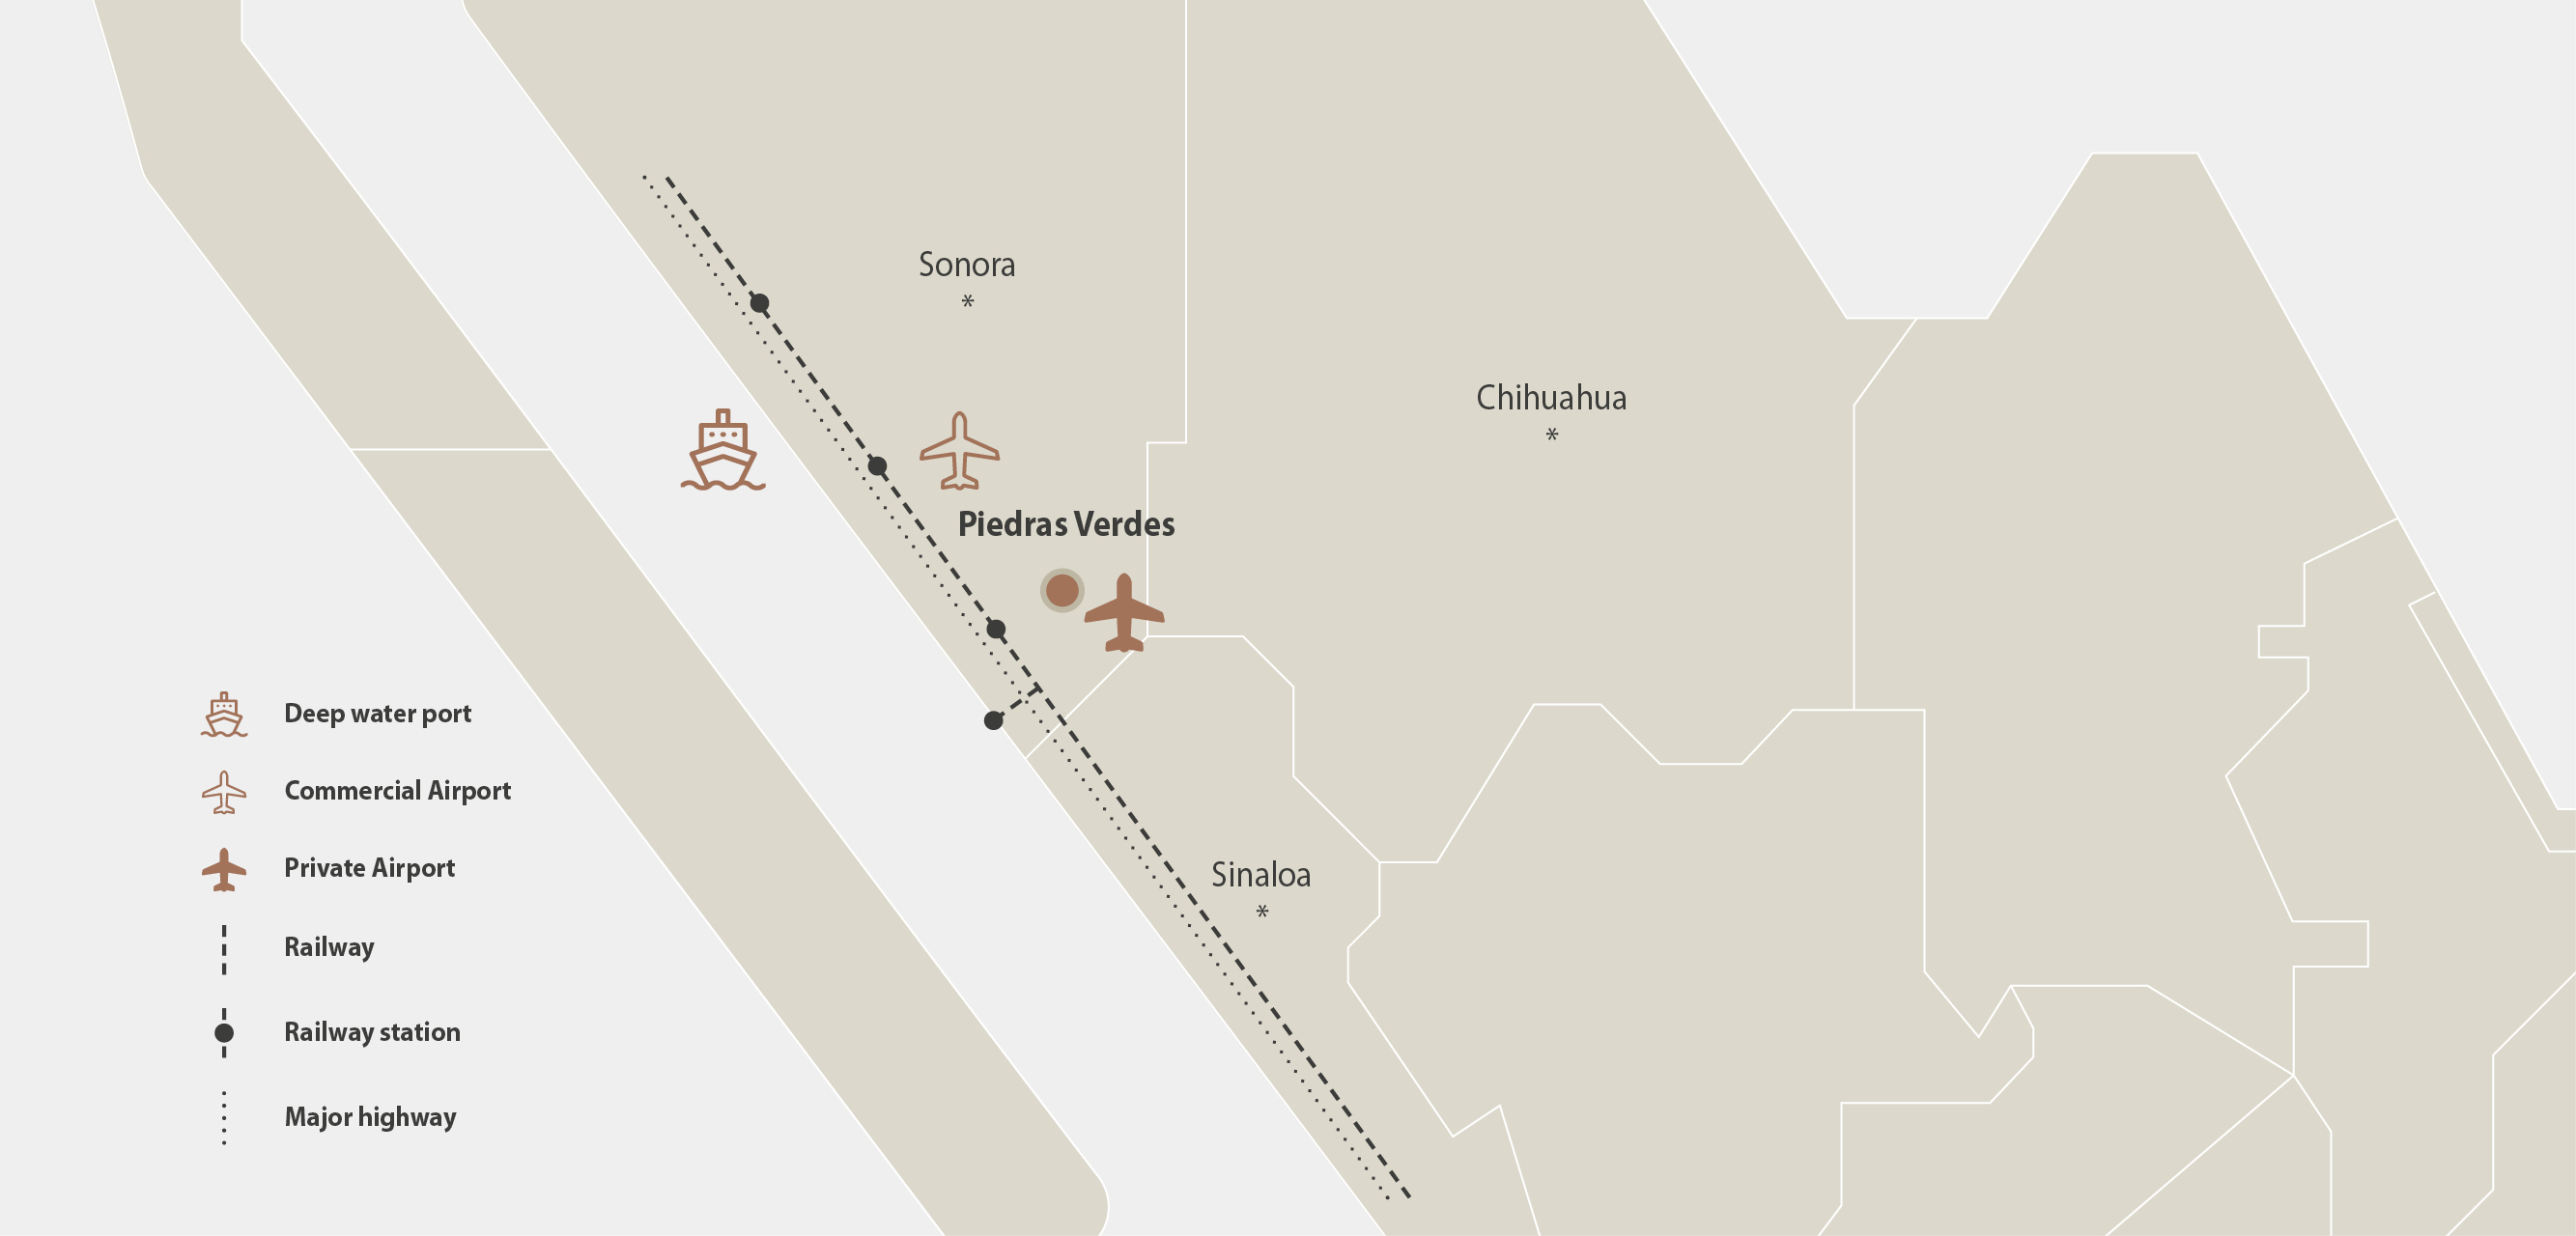 Sonora
*
Chihuahua
*
Piedras Verdes
Sinaloa
*
Deep water port
Commercial Airport
Private Airport
Railway
Railway station
Major highway